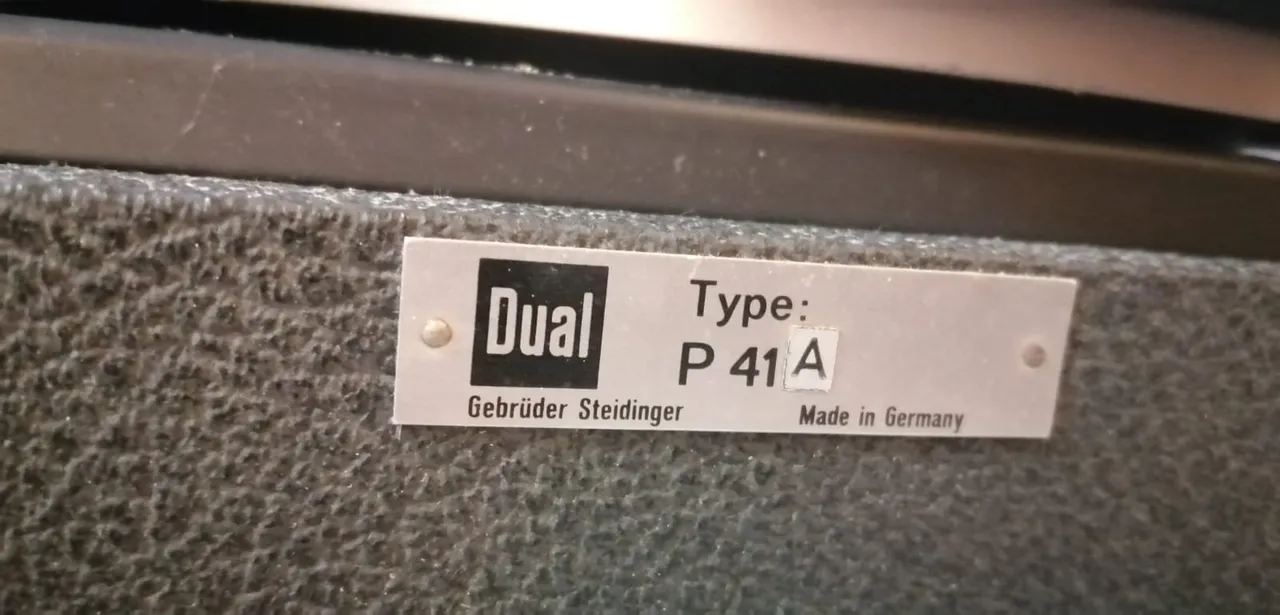 Dual
Type:
P 41 A
Gebrüder Steidinger
Made in Germany